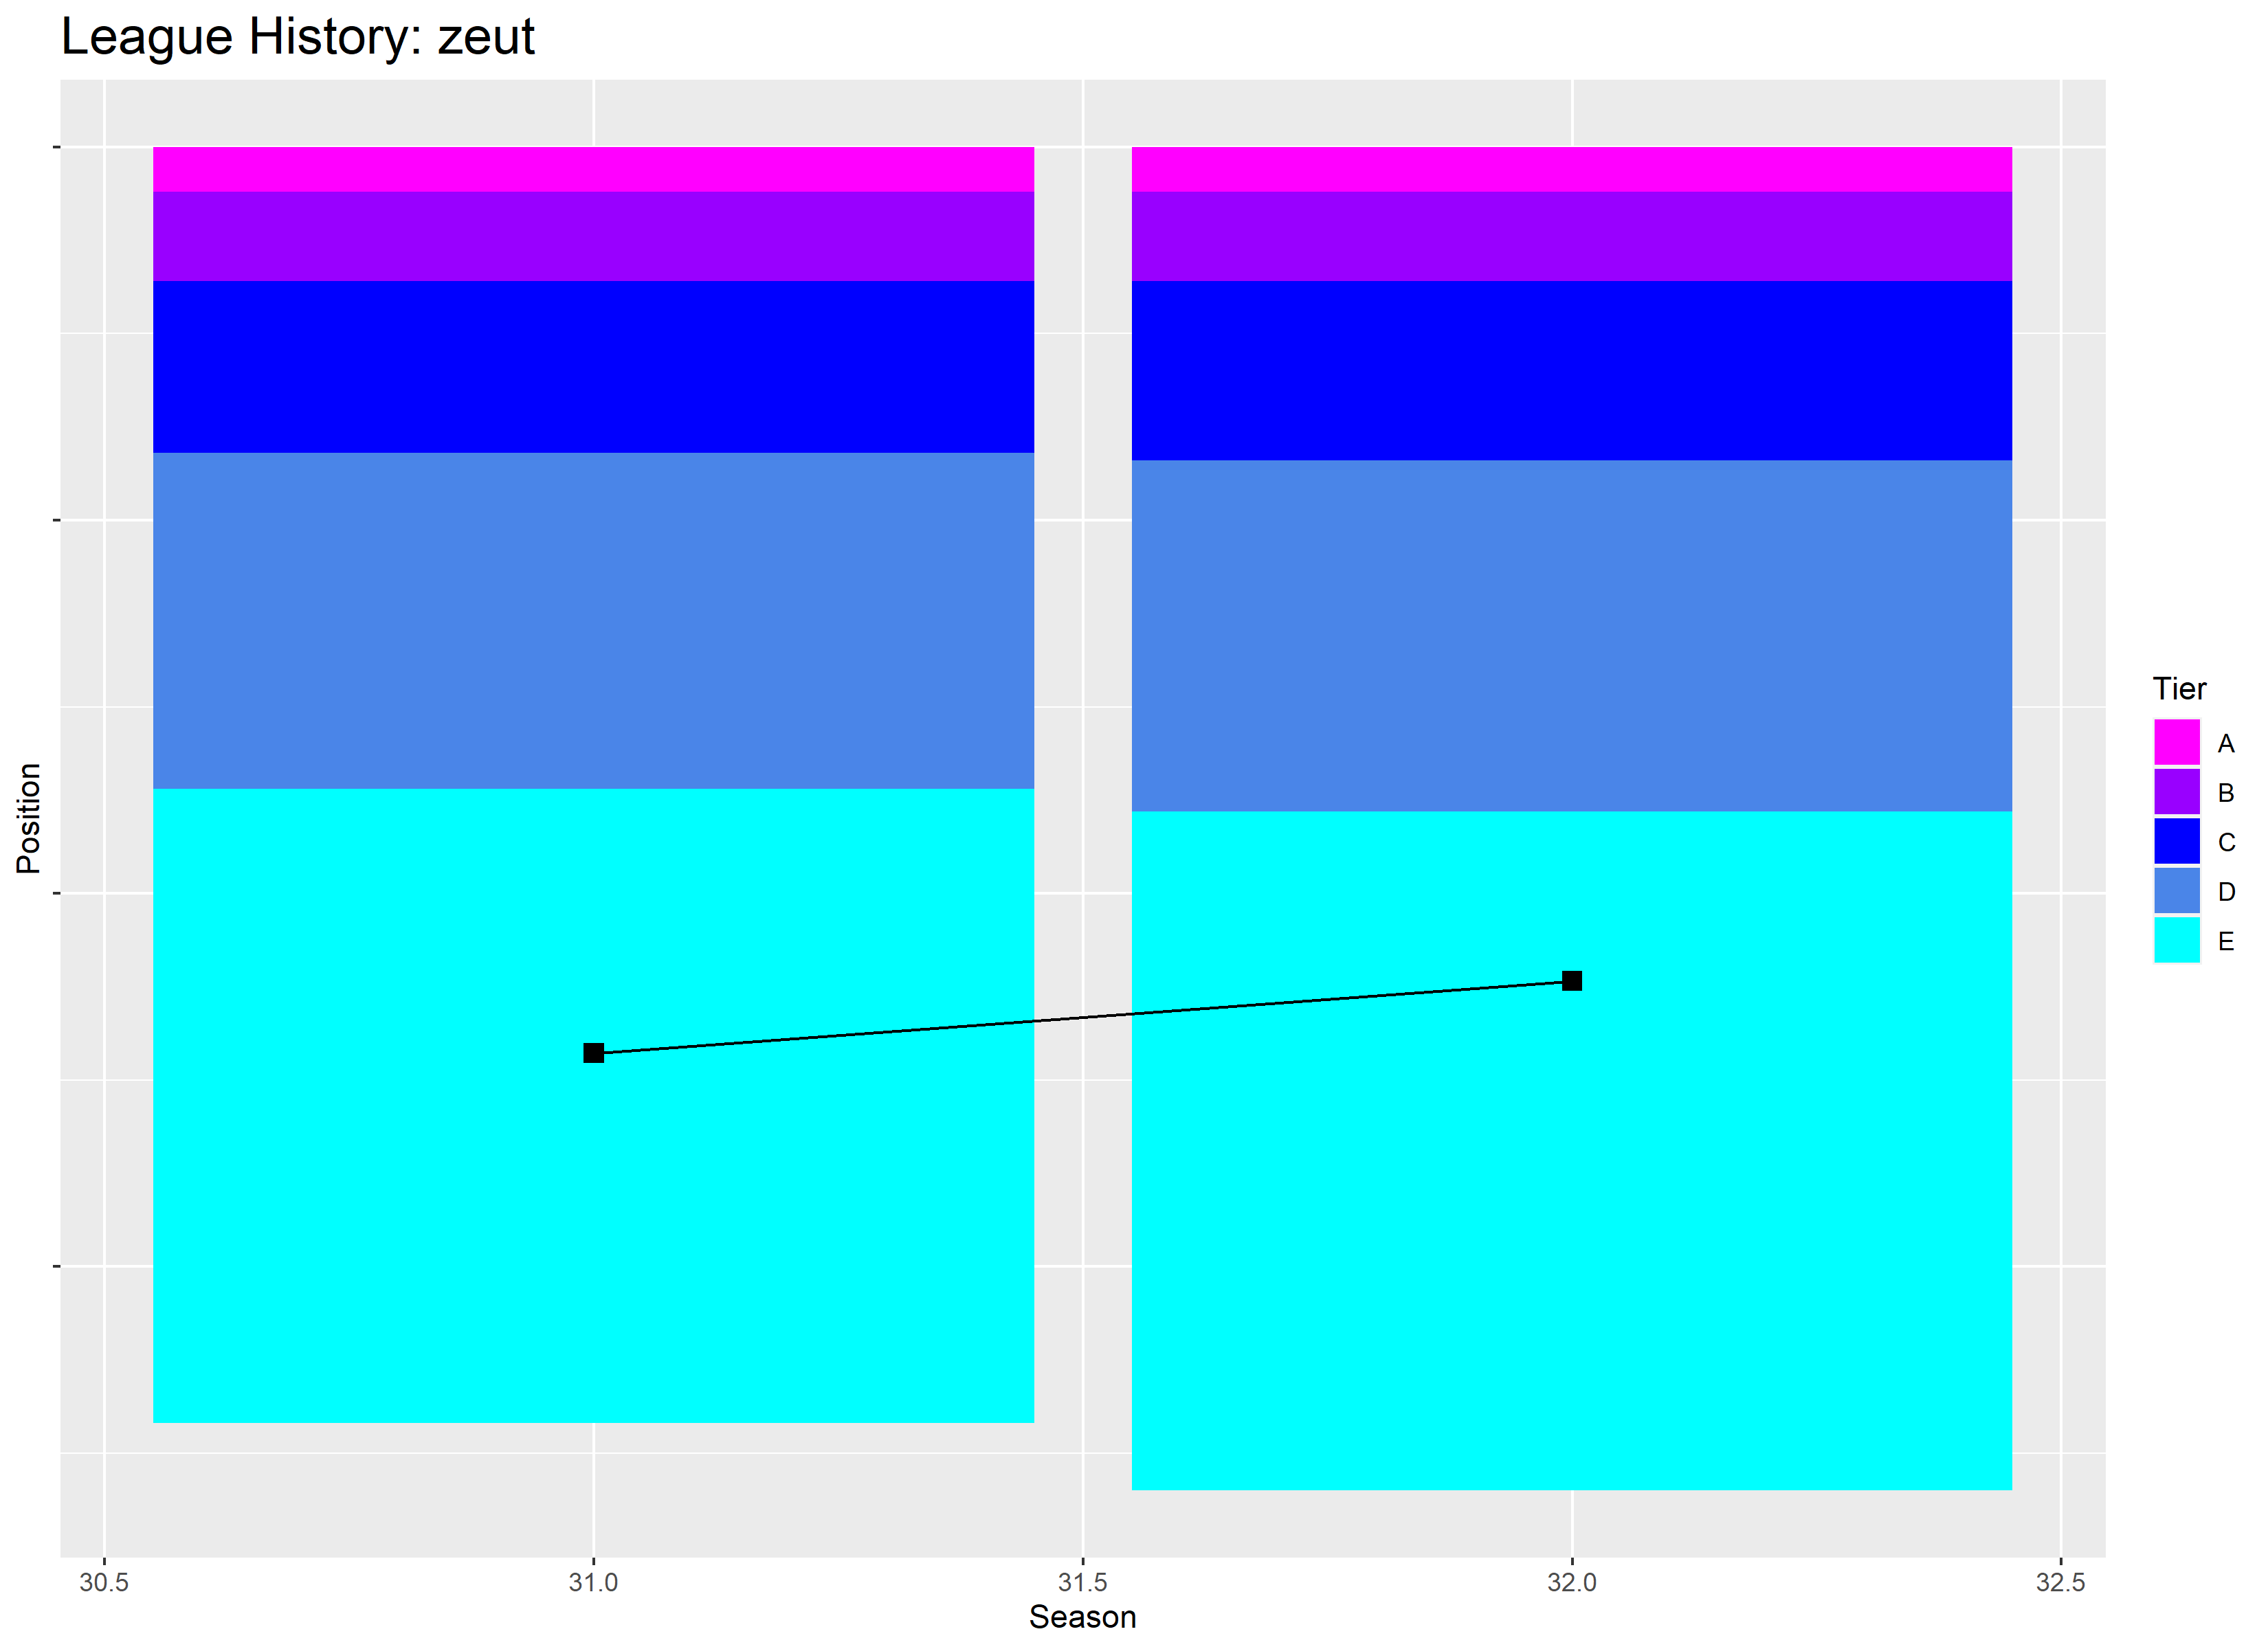 League History: zeut
Position
Tier
A
B
C
D
E
30.5
31.0
31.5
32.0
32.5
Season